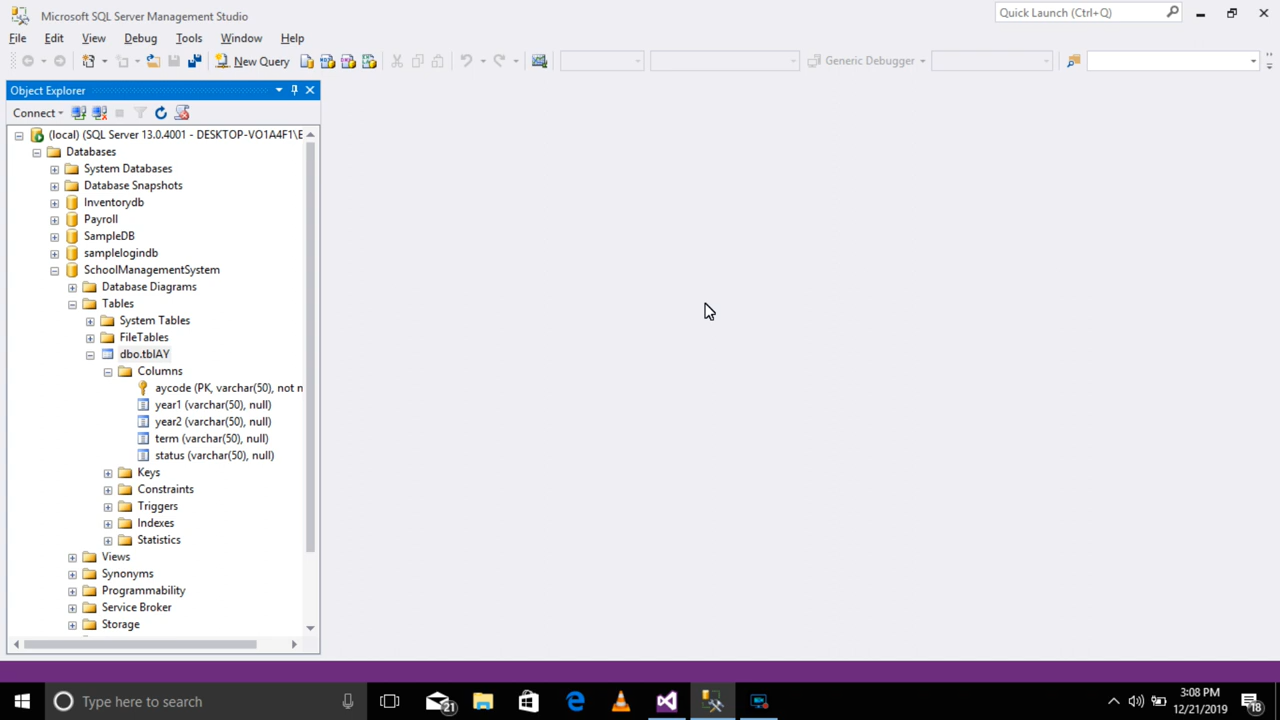 Microsoft SQL Server Management Studio
Quick Launch (Ctrl+Q)
File Edit View Debug Tools Window Help
New Query
Generic Debugger
Object Explorer
Connect
(local) (SQL Server 13.0.4001 - DESKTOP-VO1A4F1\E
Databases
System Databases
Database Snapshots
Inventorydb
Payroll
SampleDB
samplelogindb
SchoolManagementSystem
Database Diagrams
Tables
System Tables
FileTables
dbo.tblAY
Columns
aycode (PK, varchar(50), not n
year1 (varchar(50), null)
year2 (varchar(50), null)
term (varchar(50), null)
status (varchar(50), null)
Keys
Constraints
Triggers
Indexes
Statistics
Views
Synonyms
Programmability
Service Broker
Storage
Type here to search
21
3:08 PM
12/21/2019
18